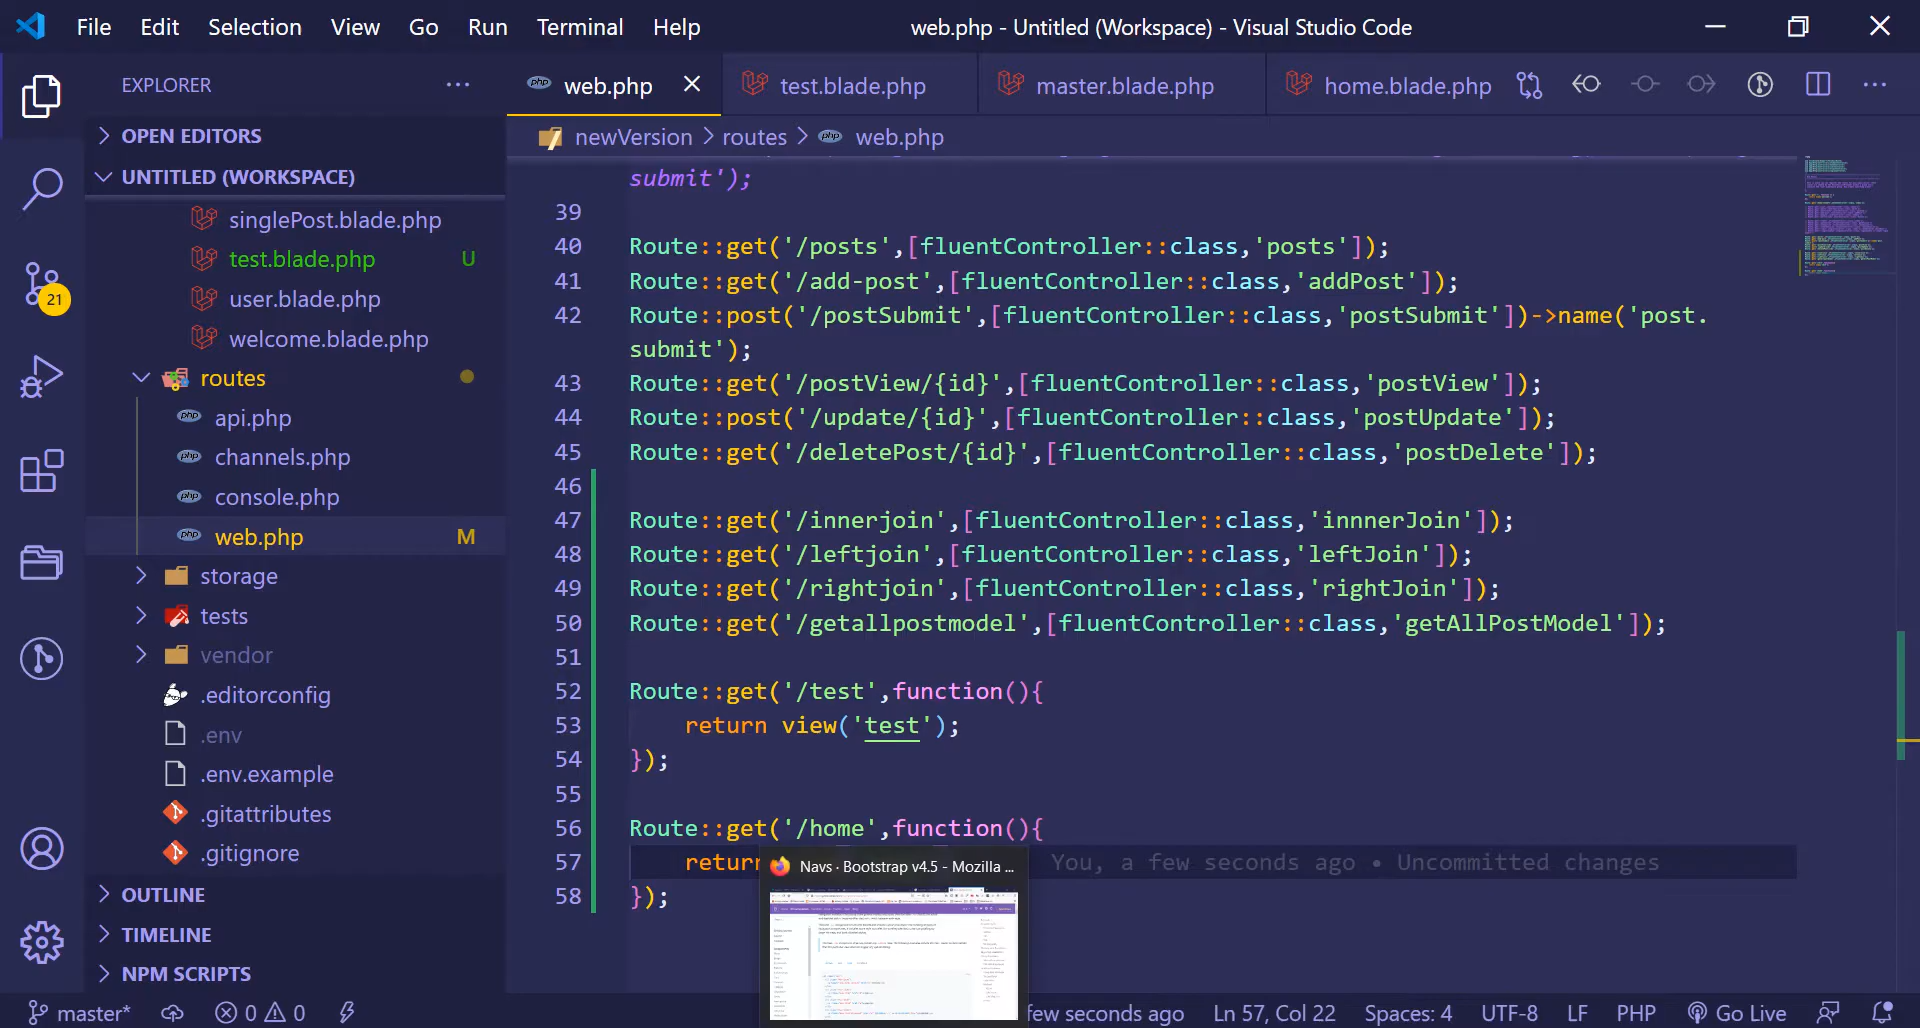 File Edit Selection View Go Run Terminal Help
web.php - Untitled (Workspace) - Visual Studio Code
EXPLORER
web.php
test.blade.php
master.blade.php
home.blade.php
newVersion > routes > web.php
OPEN EDITORS
UNTITLED (WORKSPACE)
singlePost.blade.php
test.blade.php U
user.blade.php
welcome.blade.php
routes
api.php
channels.php
console.php
web.php M
storage
tests
vendor
.editorconfig
.env
.env.example
.gitattributes
.gitignore
OUTLINE
TIMELINE
NPM SCRIPTS
21
submit');
39
40 Route::get('/posts',[fluentController::class,'posts']);
41 Route::get('/add-post',[fluentController::class,'addPost']);
42 Route::post('/postSubmit',[fluentController::class,'postSubmit'])->name('post.
submit');
43 Route::get('/postView/{id}',[fluentController::class,'postView']);
44 Route::post('/update/{id}',[fluentController::class,'postUpdate']);
45 Route::get('/deletePost/{id}',[fluentController::class,'postDelete']);
46
47 Route::get('/innerjoin',[fluentController::class,'innnerJoin']);
48 Route::get('/leftjoin',[fluentController::class,'leftJoin']);
49 Route::get('/rightjoin',[fluentController::class,'rightJoin']);
50 Route::get('/getallpostmodel',[fluentController::class,'getAllPostModel']);
51
52 Route::get('/test',function(){
53 return view('test');
54 });
55
56 Route::get('/home',function(){
57 return You, a few seconds ago • Uncommitted changes
58 });
Navs · Bootstrap v4.5 - Mozilla ...
master* 0 0
few seconds ago Ln 57, Col 22 Spaces: 4 UTF-8 LF PHP Go Live